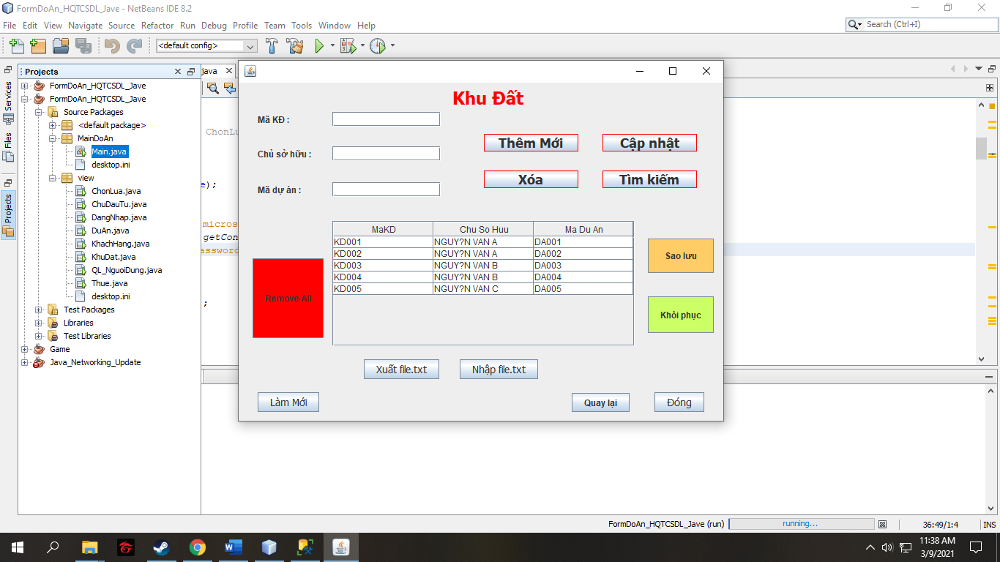 FormDoAn_HQTCSDL_Jave - NetBeans IDE 8.2
File Edit View Navigate Source Refactor Run Debug Profile Team Tools Window Help
Search (Ctrl+I)
<default config>
Services
Files
Projects
Projects
java
FormDoAn_HQTCSDL_Jave
FormDoAn_HQTCSDL_Jave
Source Packages
<default package>
MainDoAn
Main.java
desktop.ini
view
ChonLua.java
ChuDauTu.java
DangNhap.java
DuAn.java
KhachHang.java
KhuDat.java
QL_NguoiDung.java
Thue.java
desktop.ini
Test Packages
Libraries
Test Libraries
Game
Java_Networking_Update
ChonLu
e);
micros
getCon
assword
;
Khu Đất
Mã KĐ :
Chủ sở hữu :
Mã dự án :
Thêm Mới Cập nhật
Xóa Tìm kiếm
MaKD Chu So Huu Ma Du An
KD001 NGUY?N VAN A DA001
KD002 NGUY?N VAN A DA002
KD003 NGUY?N VAN B DA003
KD004 NGUY?N VAN B DA004
KD005 NGUY?N VAN C DA005
Remove All
Sao lưu
Khôi phục
Xuất file.txt Nhập file.txt
Làm Mới Quay lại Đóng
FormDoAn_HQTCSDL_Jave (run) running... 36:49/1:4 INS
11:38 AM
3/9/2021